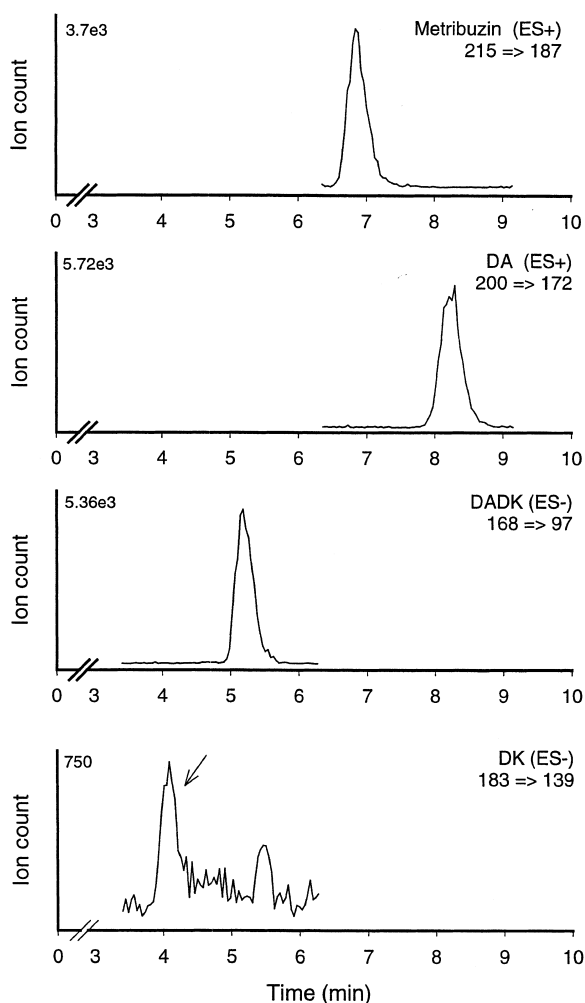 3.7e3
Metribuzin (ES+)
215 => 187
Ion count
0 3 4 5 6 7 8 9 10
5.72e3
DA (ES+)
200 => 172
Ion count
0 3 4 5 6 7 8 9 10
5.36e3
DADK (ES-)
168 => 97
Ion count
0 3 4 5 6 7 8 9 10
750
DK (ES-)
183 => 139
Ion count
0 3 4 5 6 7 8 9 10
Time (min)